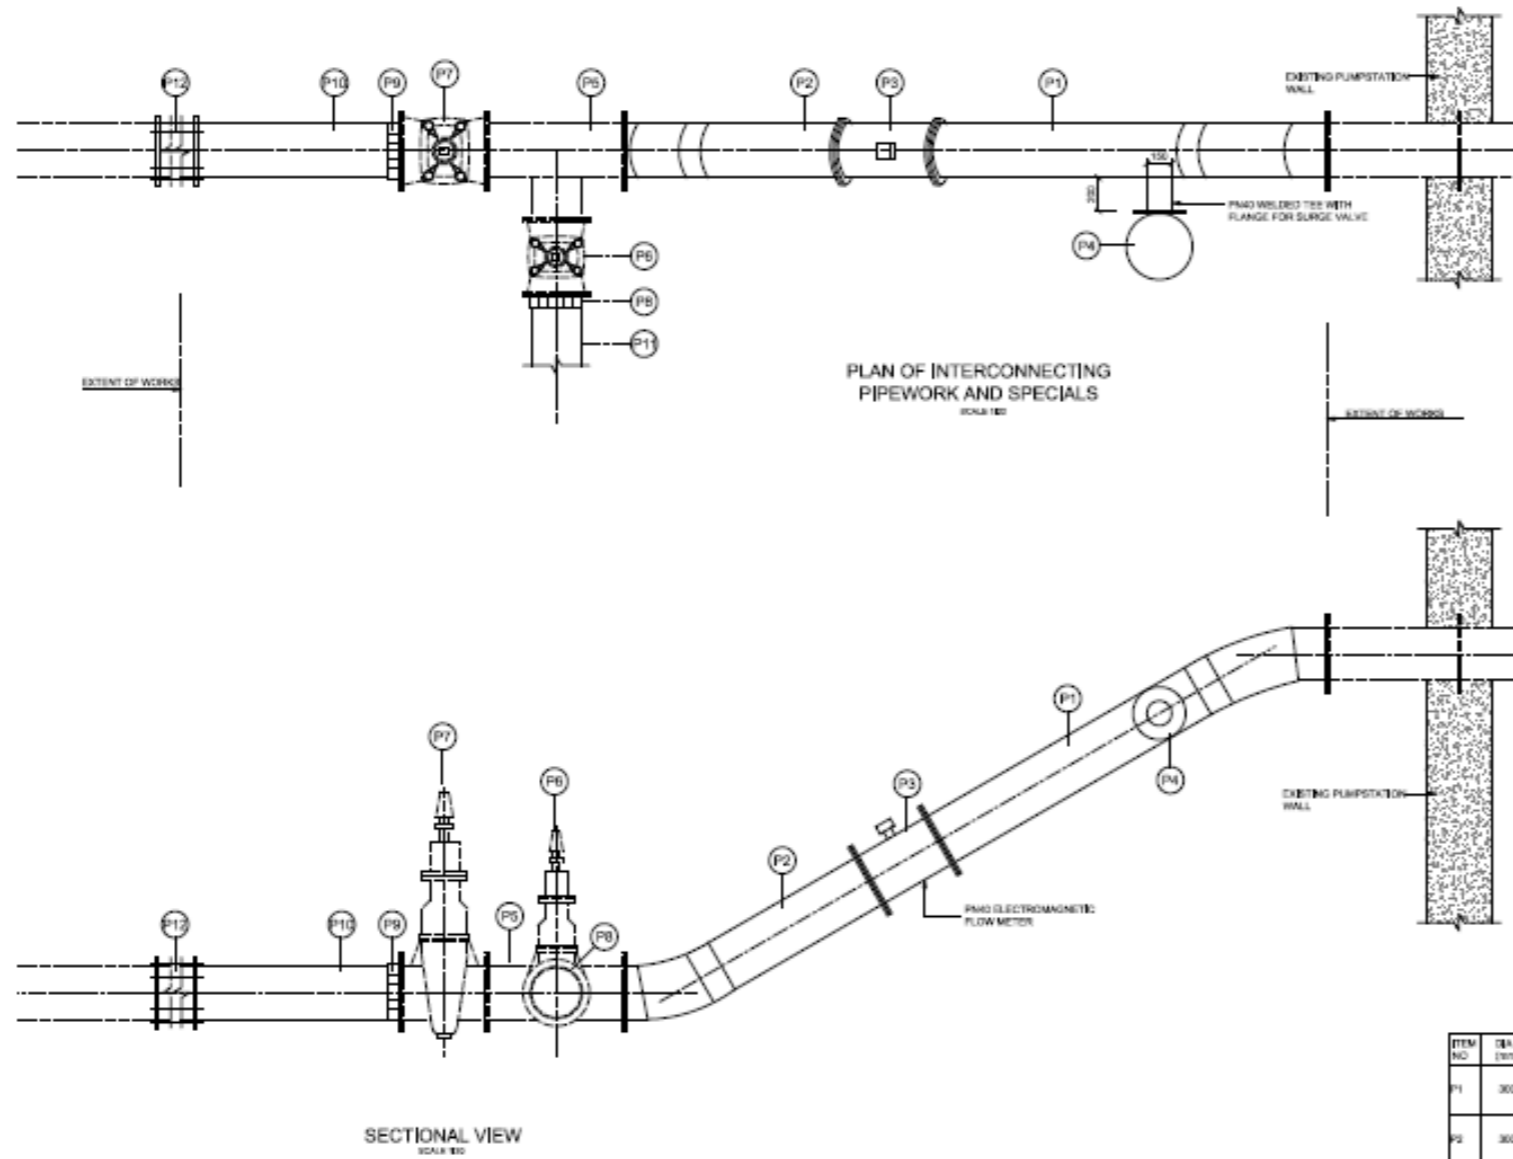 P12
P10
P9
P7
P5
P2
P3
P1
EXISTING PUMPSTATION
WALL
150
PN40 WELDED TEE WITH
FLANGE FOR SURGE VALVE
P4
P6
P8
P11
PLAN OF INTERCONNECTING
PIPEWORK AND SPECIALS
EXTENT OF WORKS
EXTENT OF WORKS
P1
P7
P4
P3
P6
EXISTING PUMPSTATION
WALL
P2
PN40 ELECTROMAGNETIC
FLOW METER
P12
P10
P9
P5
P8
SECTIONAL VIEW
ITEM
NO
P1
P2